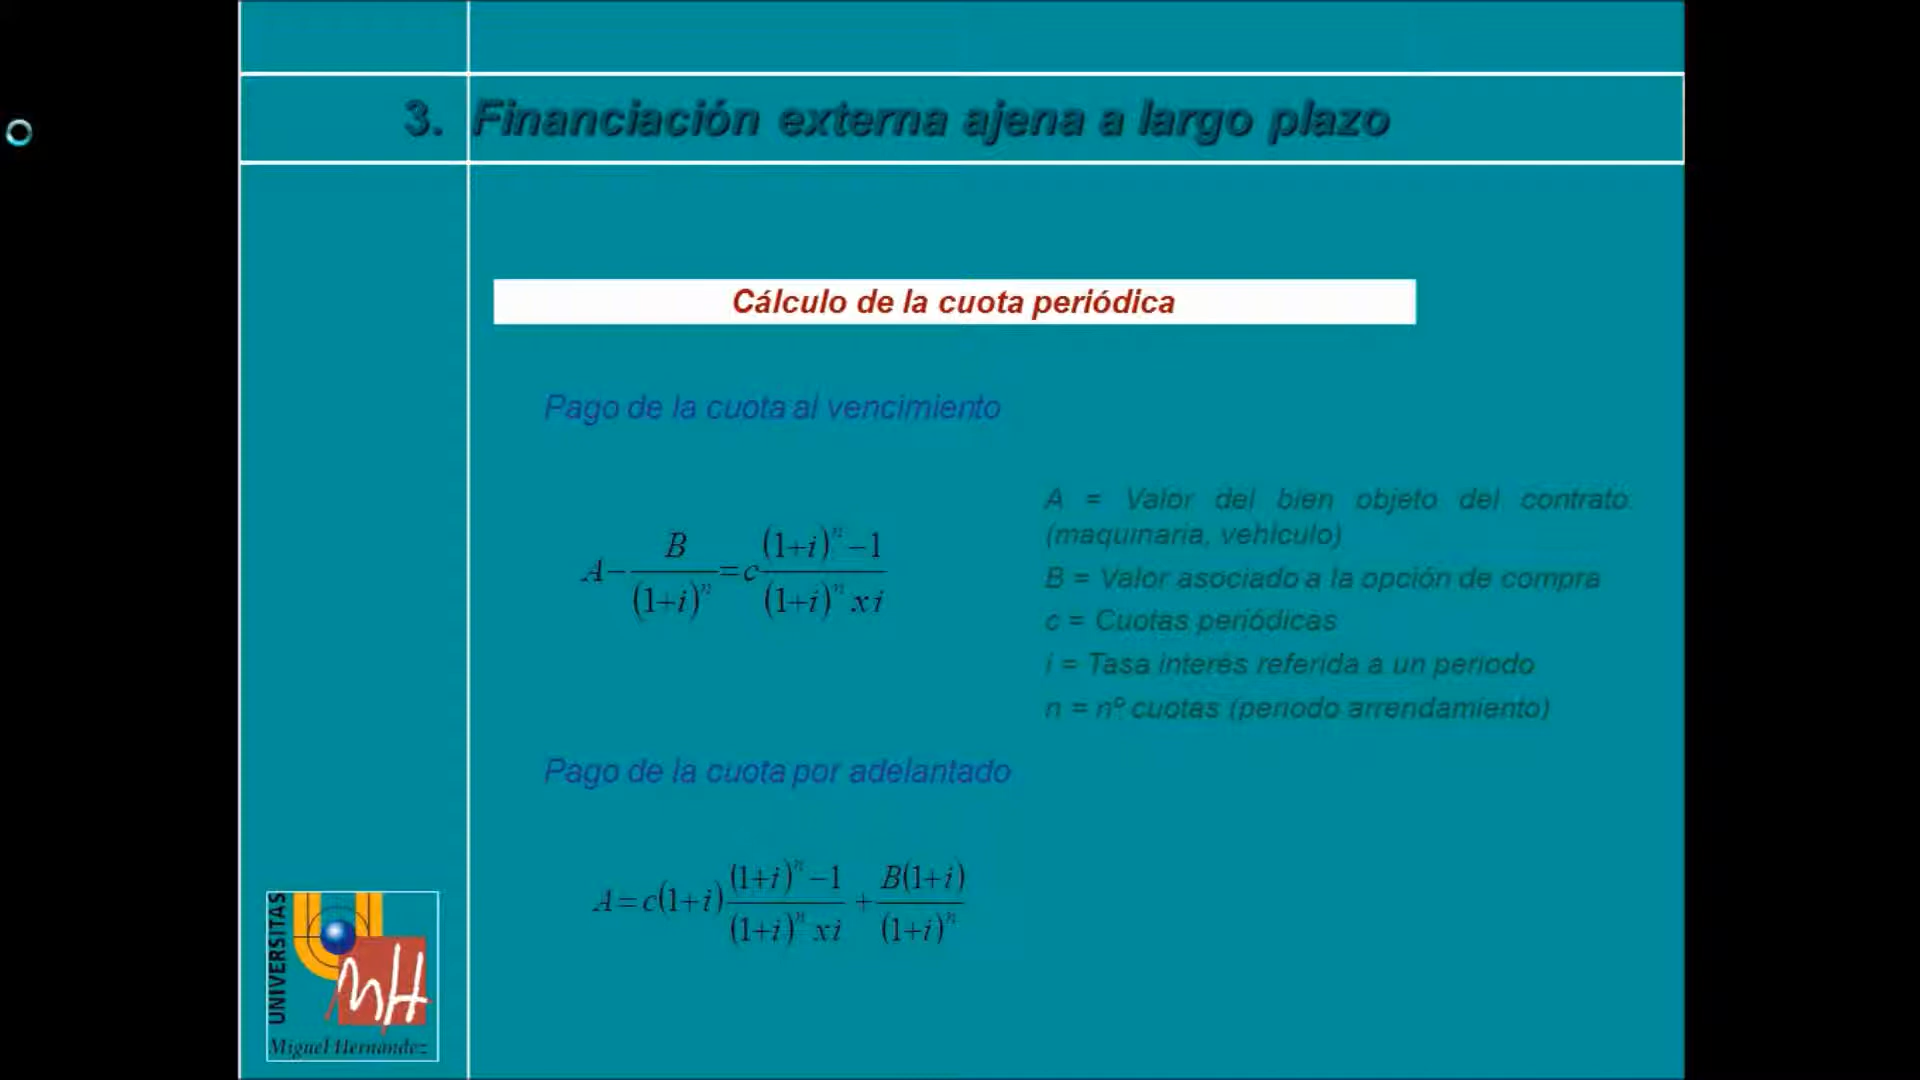 3. Financiación externa ajena a largo plazo
Cálculo de la cuota periódica
Pago de la cuota al vencimiento
A - B/(1+i)^n = c ((1+i)^n - 1)/((1+i)^n x i)
A = Valor del bien objeto del contrato
(maquinaria, vehículo)
B = Valor asociado a la opción de compra
c = Cuotas periódicas
i = Tasa interés referida a un periodo
n = nº cuotas (periodo arrendamiento)
Pago de la cuota por adelantado
A = c(1+i) ((1+i)^n - 1)/((1+i)^n x i) + B(1+i)/(1+i)^n
UNIVERSITAS
Miguel Hernández